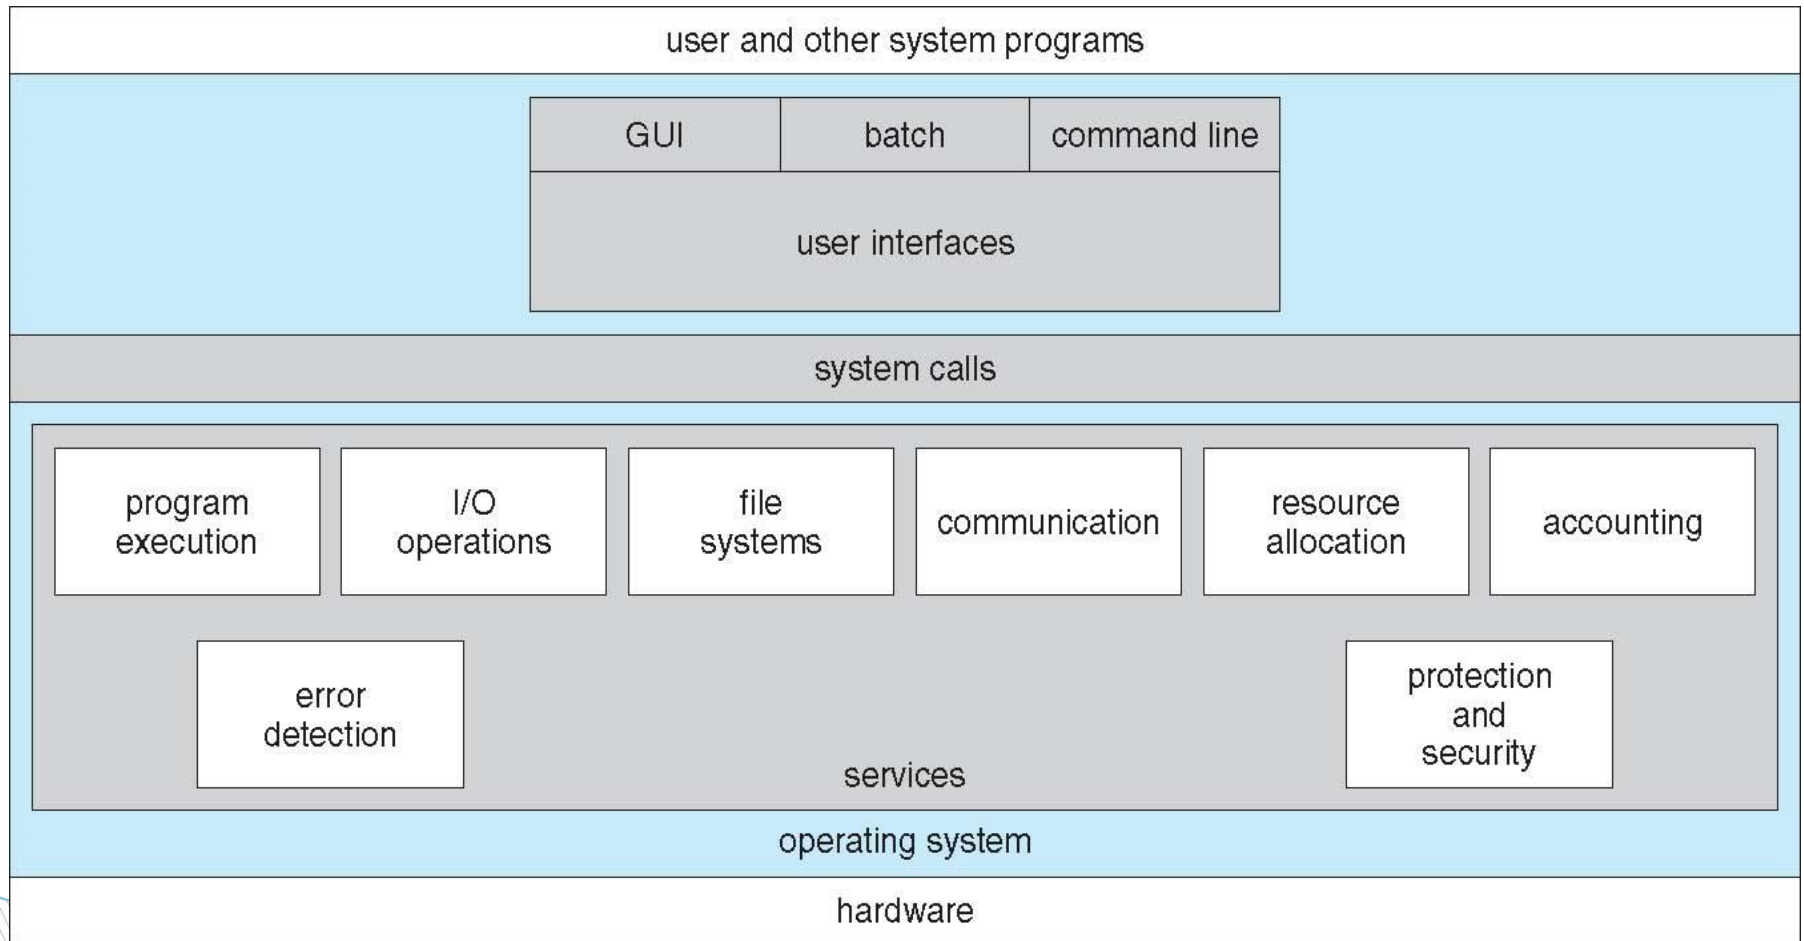 user and other system programs
GUI
batch
command line
user interfaces
system calls
program
execution
I/O
operations
file
systems
communication
resource
allocation
accounting
error
detection
protection
and
security
services
operating system
hardware